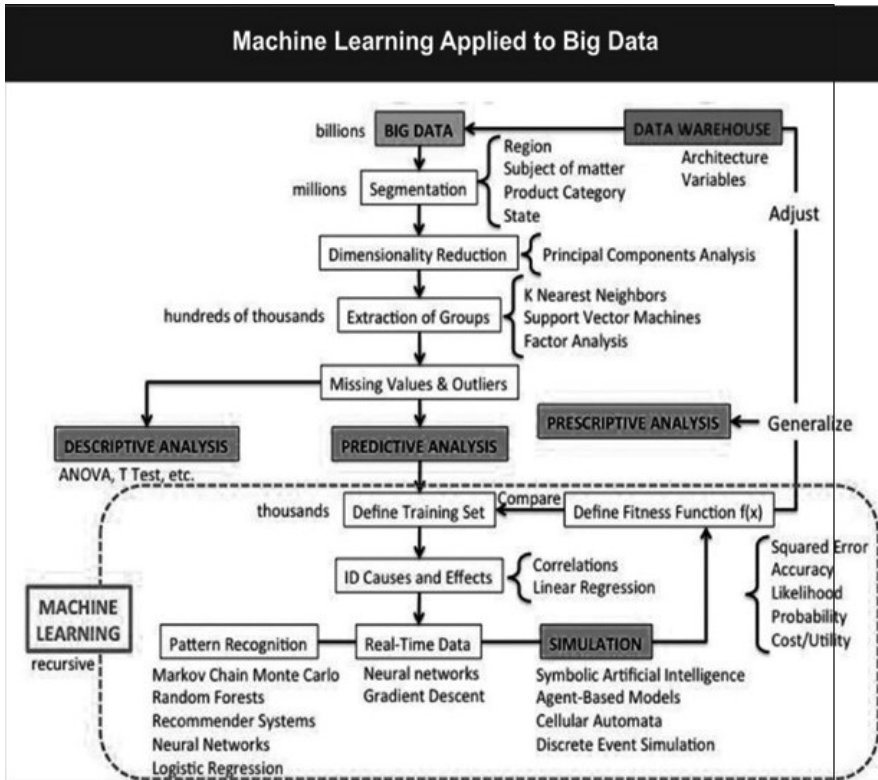 Machine Learning Applied to Big Data
billions
BIG DATA
DATA WAREHOUSE
Architecture
Variables
millions
Segmentation
Region
Subject of matter
Product Category
State
Adjust
Dimensionality Reduction
Principal Components Analysis
hundreds of thousands
Extraction of Groups
K Nearest Neighbors
Support Vector Machines
Factor Analysis
Missing Values & Outliers
DESCRIPTIVE ANALYSIS
ANOVA, T Test, etc.
PREDICTIVE ANALYSIS
PRESCRIPTIVE ANALYSIS
Generalize
thousands
Define Training Set
Compare
Define Fitness Function f(x)
Squared Error
Accuracy
Likelihood
Probability
Cost/Utility
ID Causes and Effects
Correlations
Linear Regression
MACHINE
LEARNING
recursive
Pattern Recognition
Markov Chain Monte Carlo
Random Forests
Recommender Systems
Neural Networks
Logistic Regression
Real-Time Data
Neural networks
Gradient Descent
SIMULATION
Symbolic Artificial Intelligence
Agent-Based Models
Cellular Automata
Discrete Event Simulation